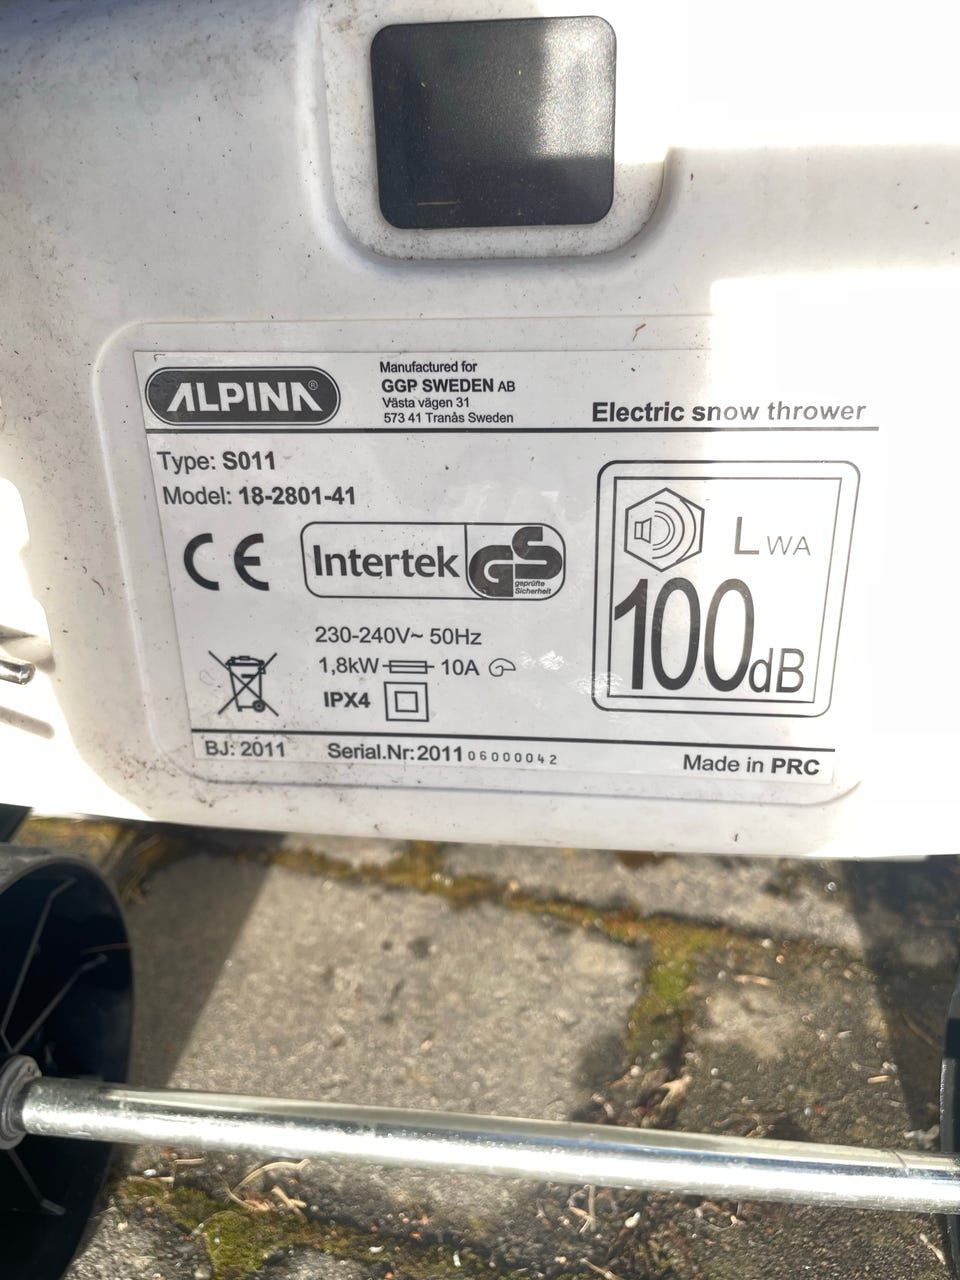 ALPINA®
Manufactured for
GGP SWEDEN AB
Västa vägen 31
573 41 Tranås Sweden
Electric snow thrower
Type: S011
Model: 18-2801-41
CE
Intertek
GS
geprüfte
Sicherheit
LWA
100dB
230-240V~ 50Hz
1,8kW 10A
IPX4
BJ: 2011
Serial.Nr:201106000042
Made in PRC